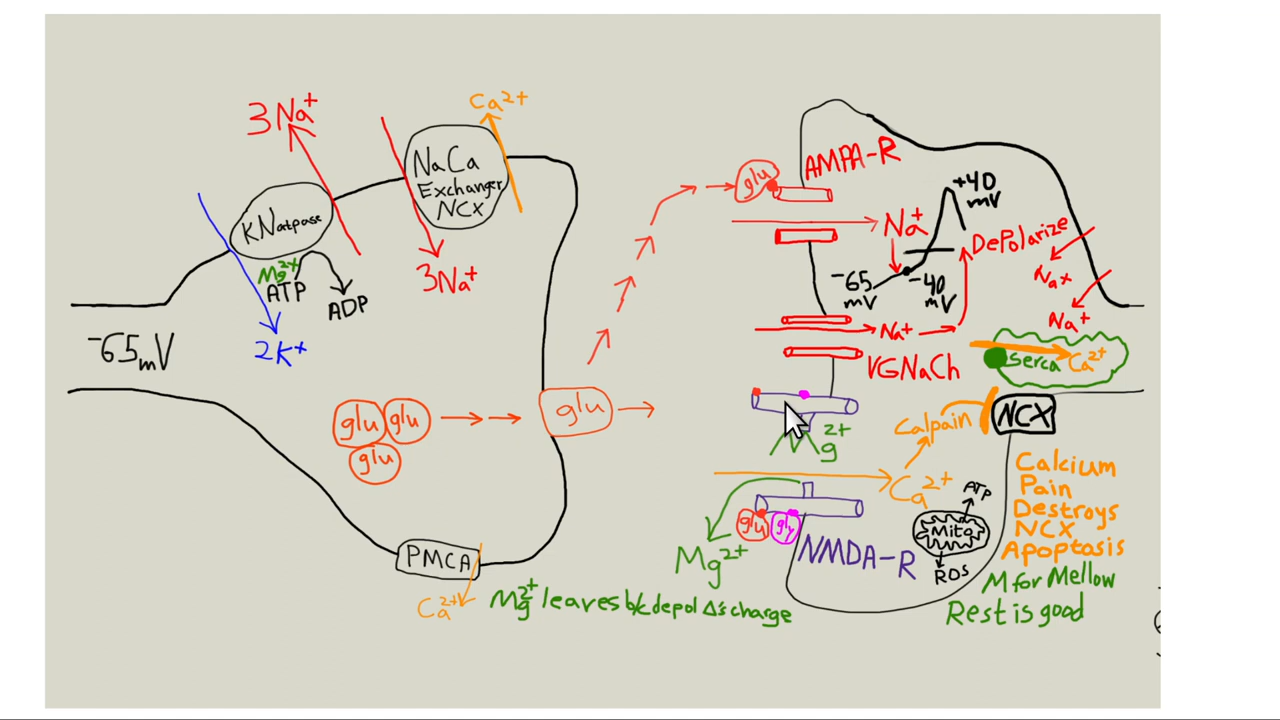 3Na+
KNatpase
Mg2+
ATP
ADP
2K+
-65mV
Ca2+
NaCa
Exchanger
NCX
3Na+
glu glu
glu
glu
PMCA
Ca2+
Mg2+ leaves b/c depol Δ's charge
glu
AMPA-R
Na+
+40
mV
DePolarize
-65
mV
-40
mV
Na+
Na+
Na+
VGNaCh
Serca Ca2+
Mg2+
Calpain
NCX
Ca2+
ATP
Mito
ROS
glu gly
Mg2+
NMDA-R
Calcium
Pain
Destroys
NCX
Apoptasis
M for Mellow
Rest is good